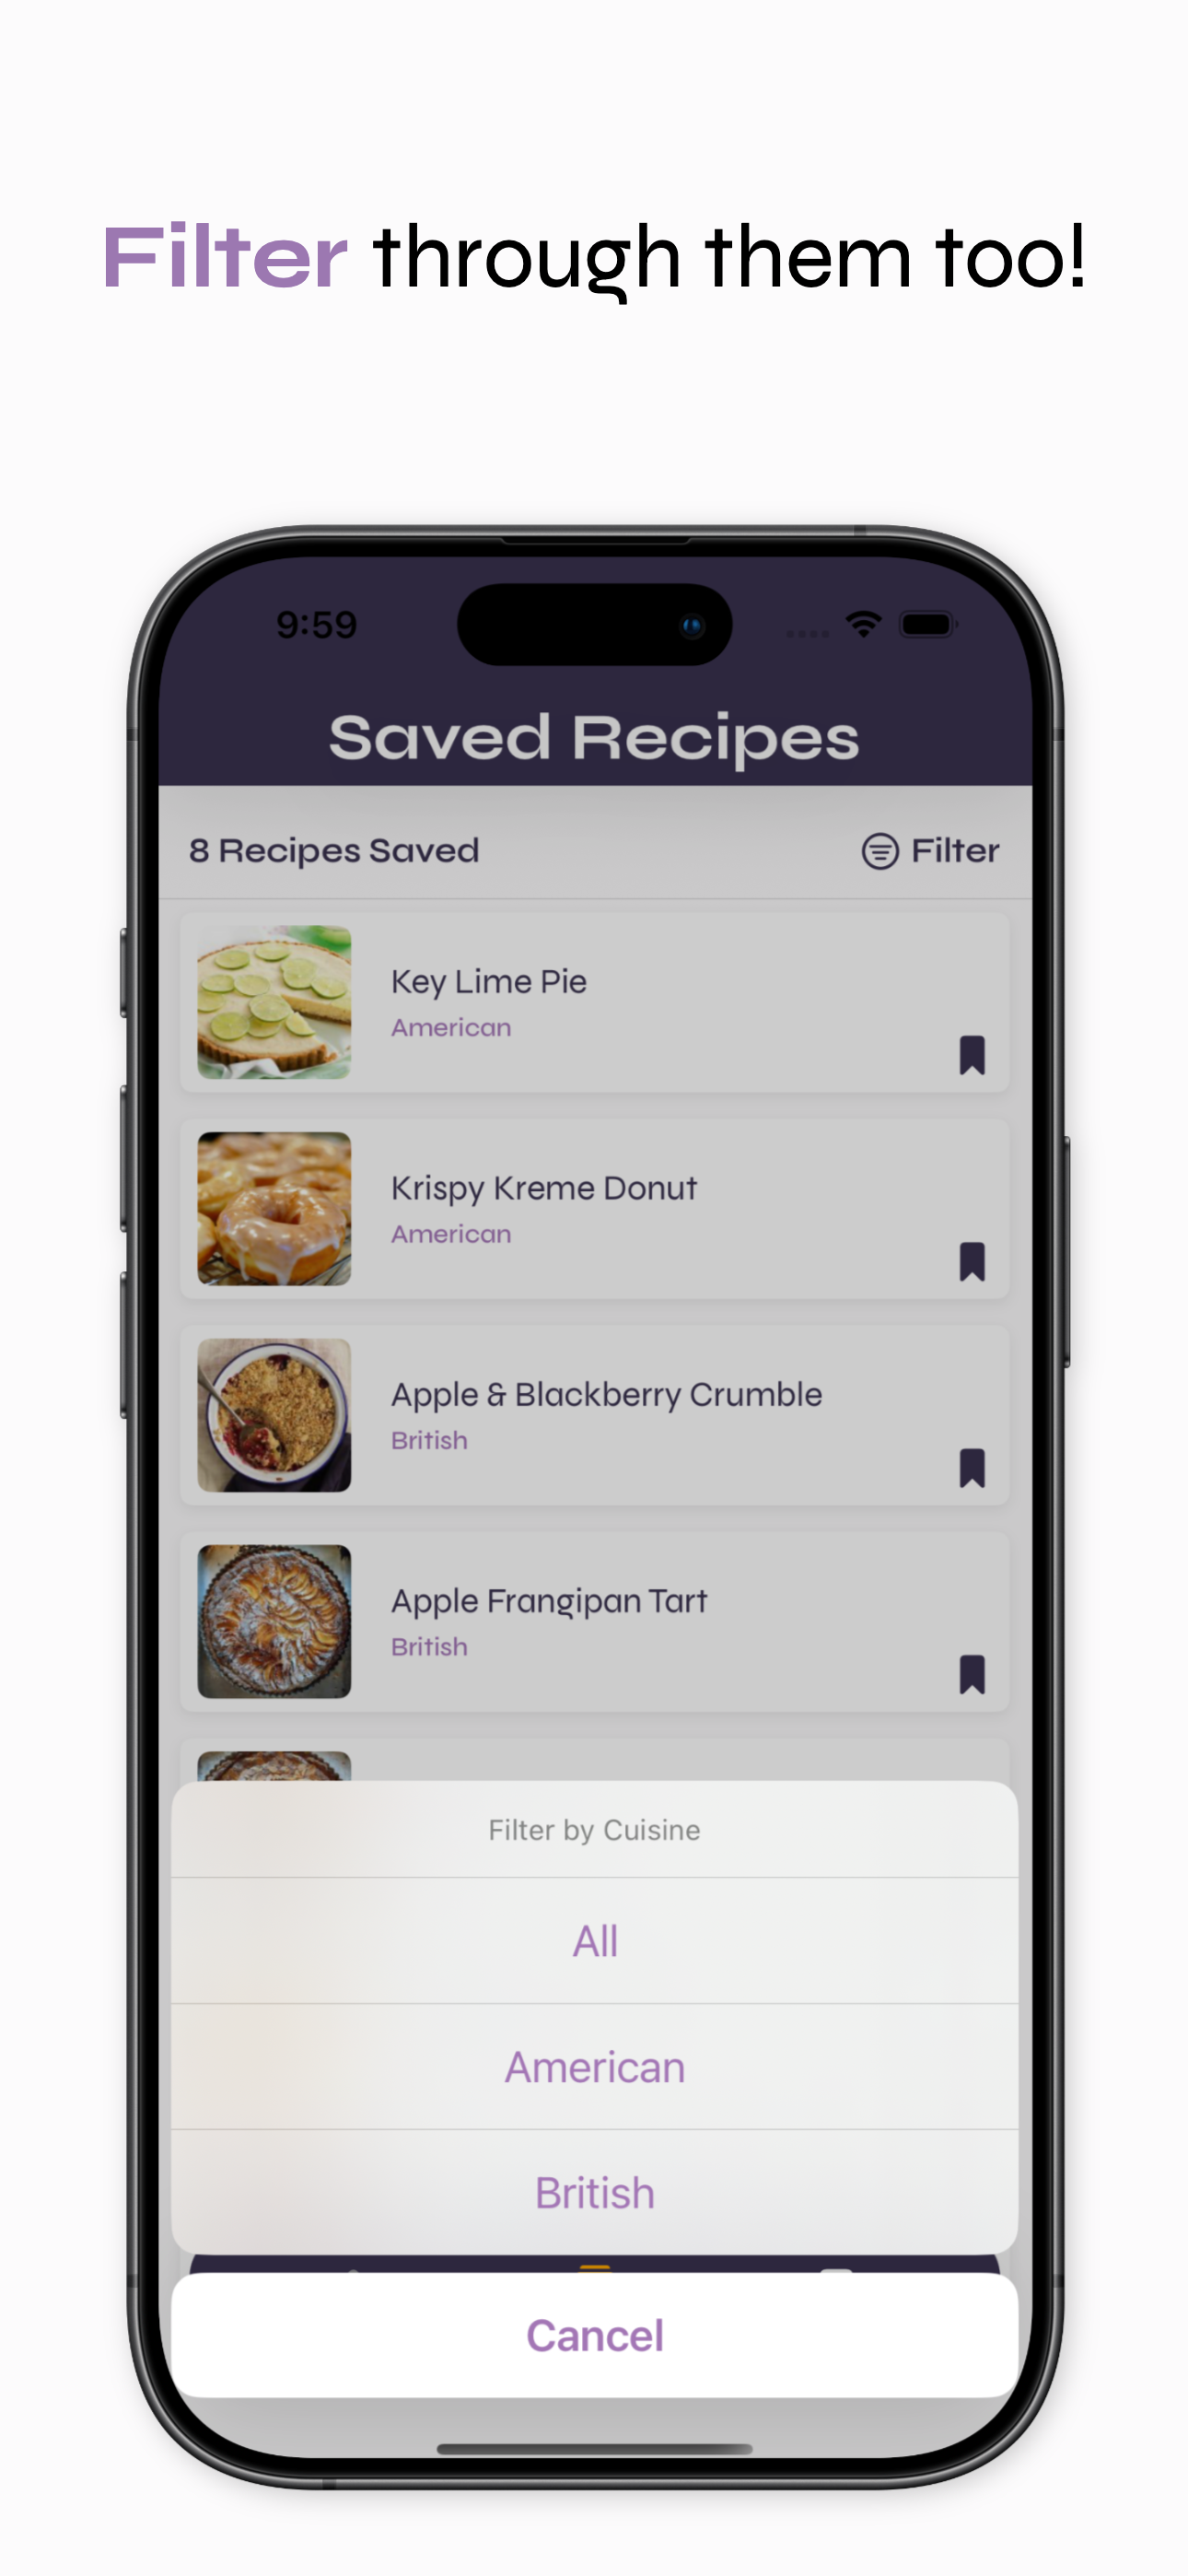 Filter through them too!
9:59
Saved Recipes
8 Recipes Saved
Filter
Key Lime Pie
American
Krispy Kreme Donut
American
Apple & Blackberry Crumble
British
Apple Frangipan Tart
British
Filter by Cuisine
All
American
British
Cancel